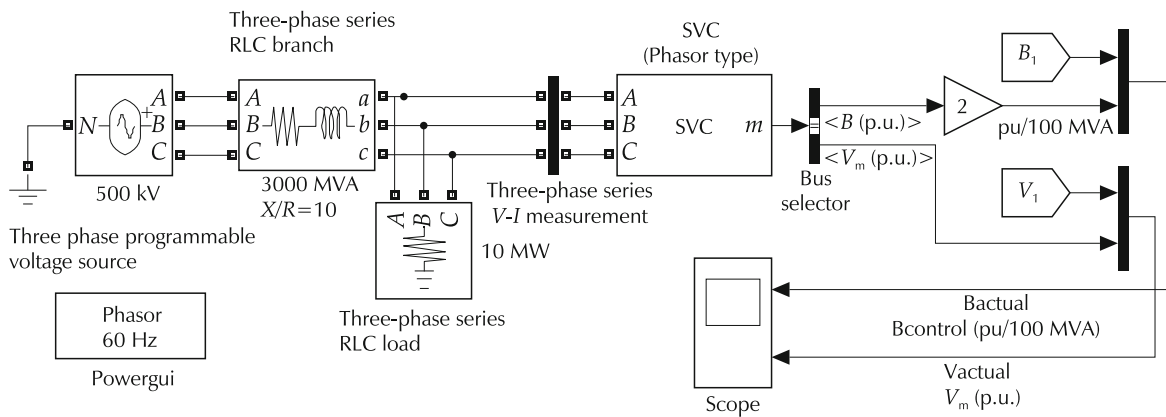 Three-phase series
RLC branch
SVC
(Phasor type)
B₁
A
B
C
N
+
A
B
C
a
b
c
A
B
C
SVC
m
=
<B (p.u.)>
<Vₘ (p.u.)>
2
pu/100 MVA
500 kV
3000 MVA
X/R=10
Three-phase series
V-I measurement
Bus
selector
V₁
Three phase programmable
voltage source
A
B
C
10 MW
Three-phase series
RLC load
Phasor
60 Hz
Powergui
Bactual
Bcontrol (pu/100 MVA)
Vactual
Vₘ (p.u.)
Scope